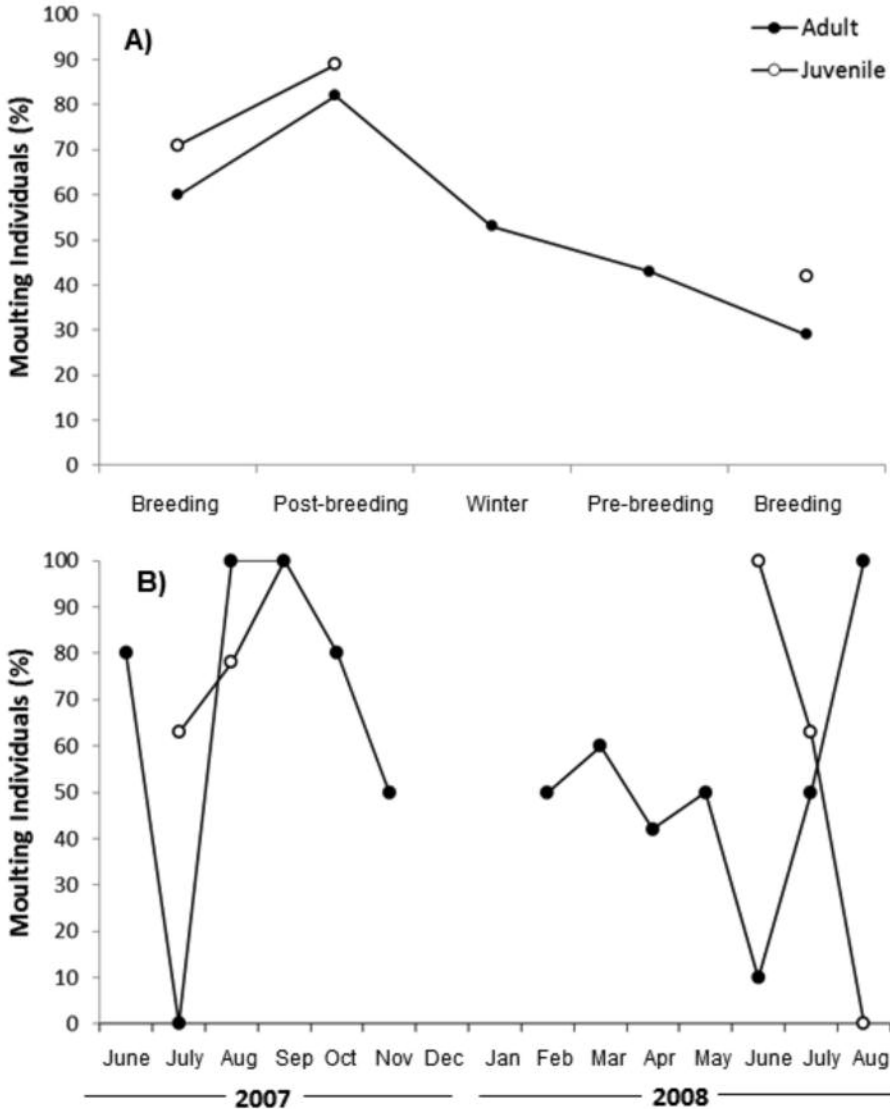 A)
Adult
Juvenile
Moulting Individuals (%)
100
90
80
70
60
50
40
30
20
10
0
Breeding Post-breeding Winter Pre-breeding Breeding
B)
Moulting Individuals (%)
100
90
80
70
60
50
40
30
20
10
0
June July Aug Sep Oct Nov Dec Jan Feb Mar Apr May June July Aug
2007 2008